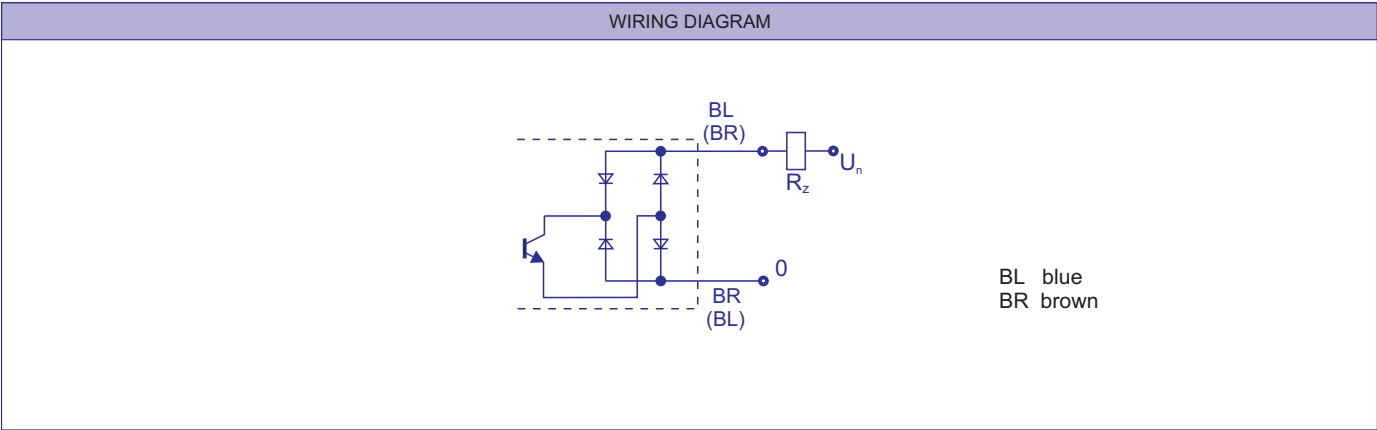 WIRING DIAGRAM
BL
(BR)
Rz
Un
0
BR
(BL)
BL blue
BR brown